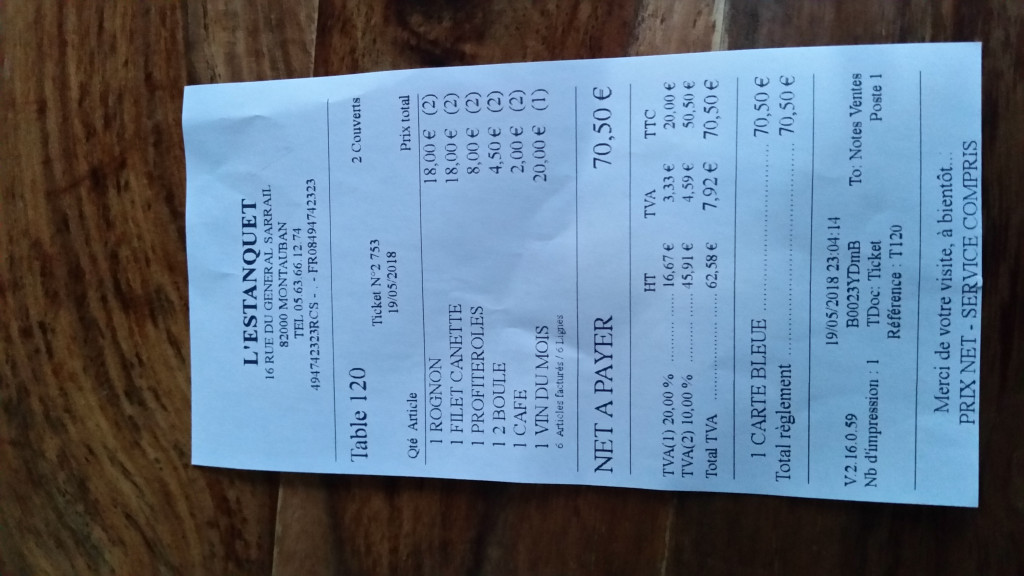 L'ESTANQUET
16 RUE DU GENERAL SARRAIL
82000 MONTAUBAN
TEL 05.63.66.12.74
494742323RCS - . - FR08494742323
Table 120 2 Couverts
Ticket N°2 753
19/05/2018
Qté Article Prix total
1 ROGNON 18,00 € (2)
1 FILET CANETTE 18,00 € (2)
1 PROFITEROLES 8,00 € (2)
1 2 BOULE 4,50 € (2)
1 CAFE 2,00 € (2)
1 VIN DU MOIS 20,00 € (1)
6 Articles facturés / 6 Lignes
NET A PAYER 70,50 €
HT TVA TTC
TVA(1) 20,00 % ............ 16,67 € 3,33 € 20,00 €
TVA(2) 10,00 % ............ 45,91 € 4,59 € 50,50 €
Total TVA .................... 62,58 € 7,92 € 70,50 €
1 CARTE BLEUE .................................... 70,50 €
Total règlement ........................................ 70,50 €
19/05/2018 23:04:14
V.2.16.0.59 B0023YDmB To: Notes Ventes
Nb d'impression : 1 TDoc: Ticket Poste 1
Référence : T120
Merci de votre visite, à bientôt...
PRIX NET - SERVICE COMPRIS